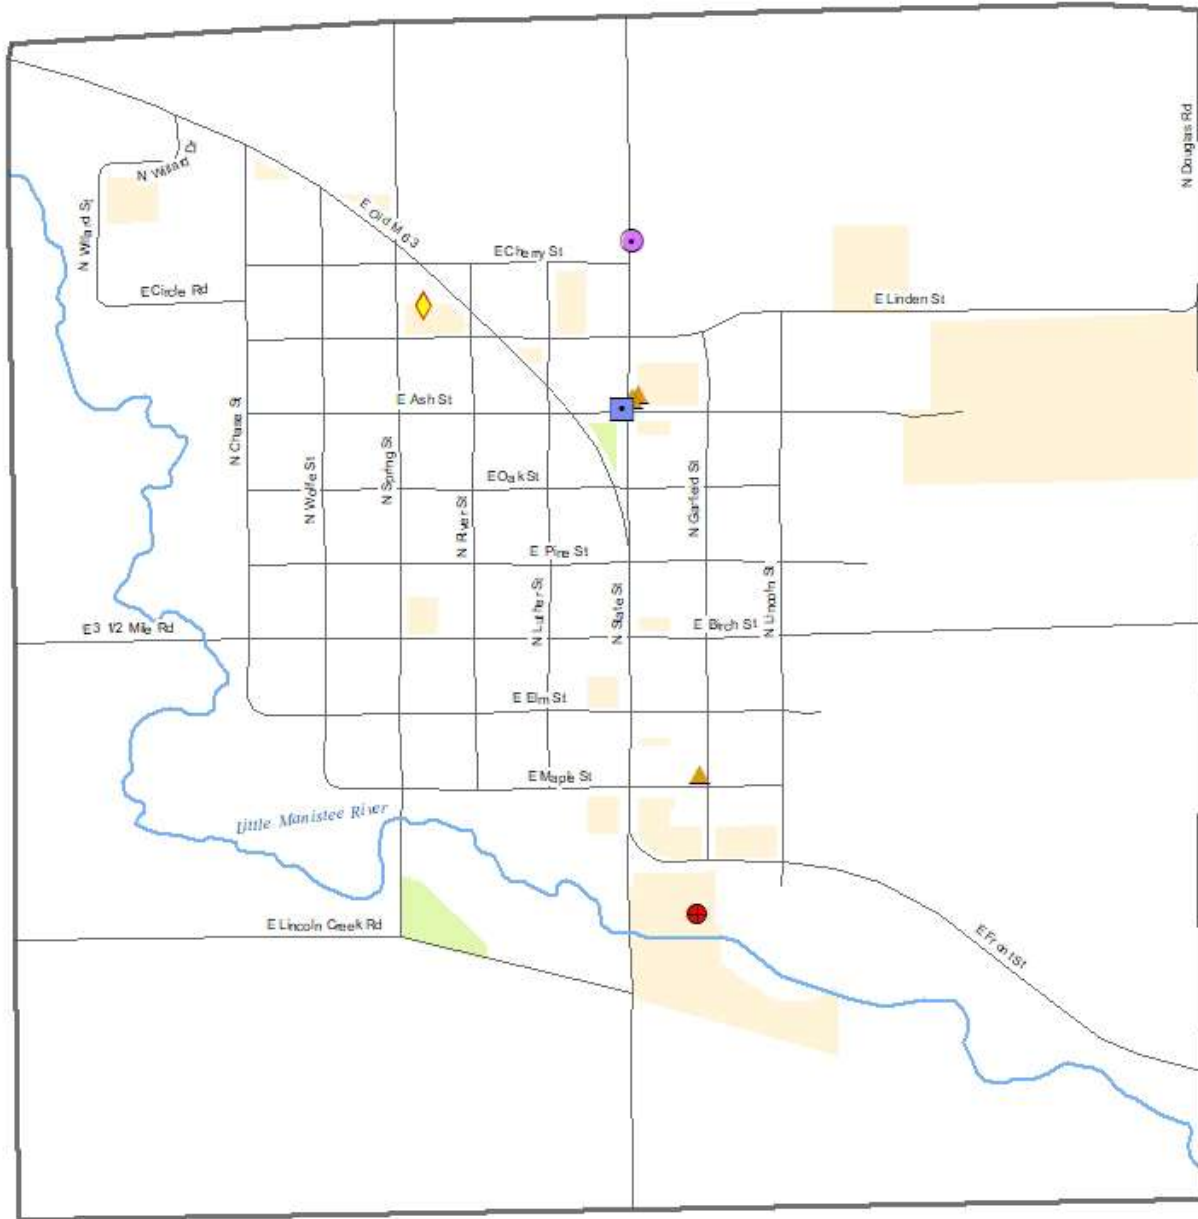 N Douglas Rd
N Willard Dr
N Willard St
E Old M 63
E Cherry St
E Circle Rd
E Linden St
E Ash St
N Chase St
N Spring St
N Wolfe St
E Oak St
N Garfield St
N River St
E Pine St
N Luther St
N State St
N Lincoln St
E 3 1/2 Mile Rd
E Birch St
E Elm St
E Maple St
Little Manistee River
E Lincoln Creek Rd
E Front St